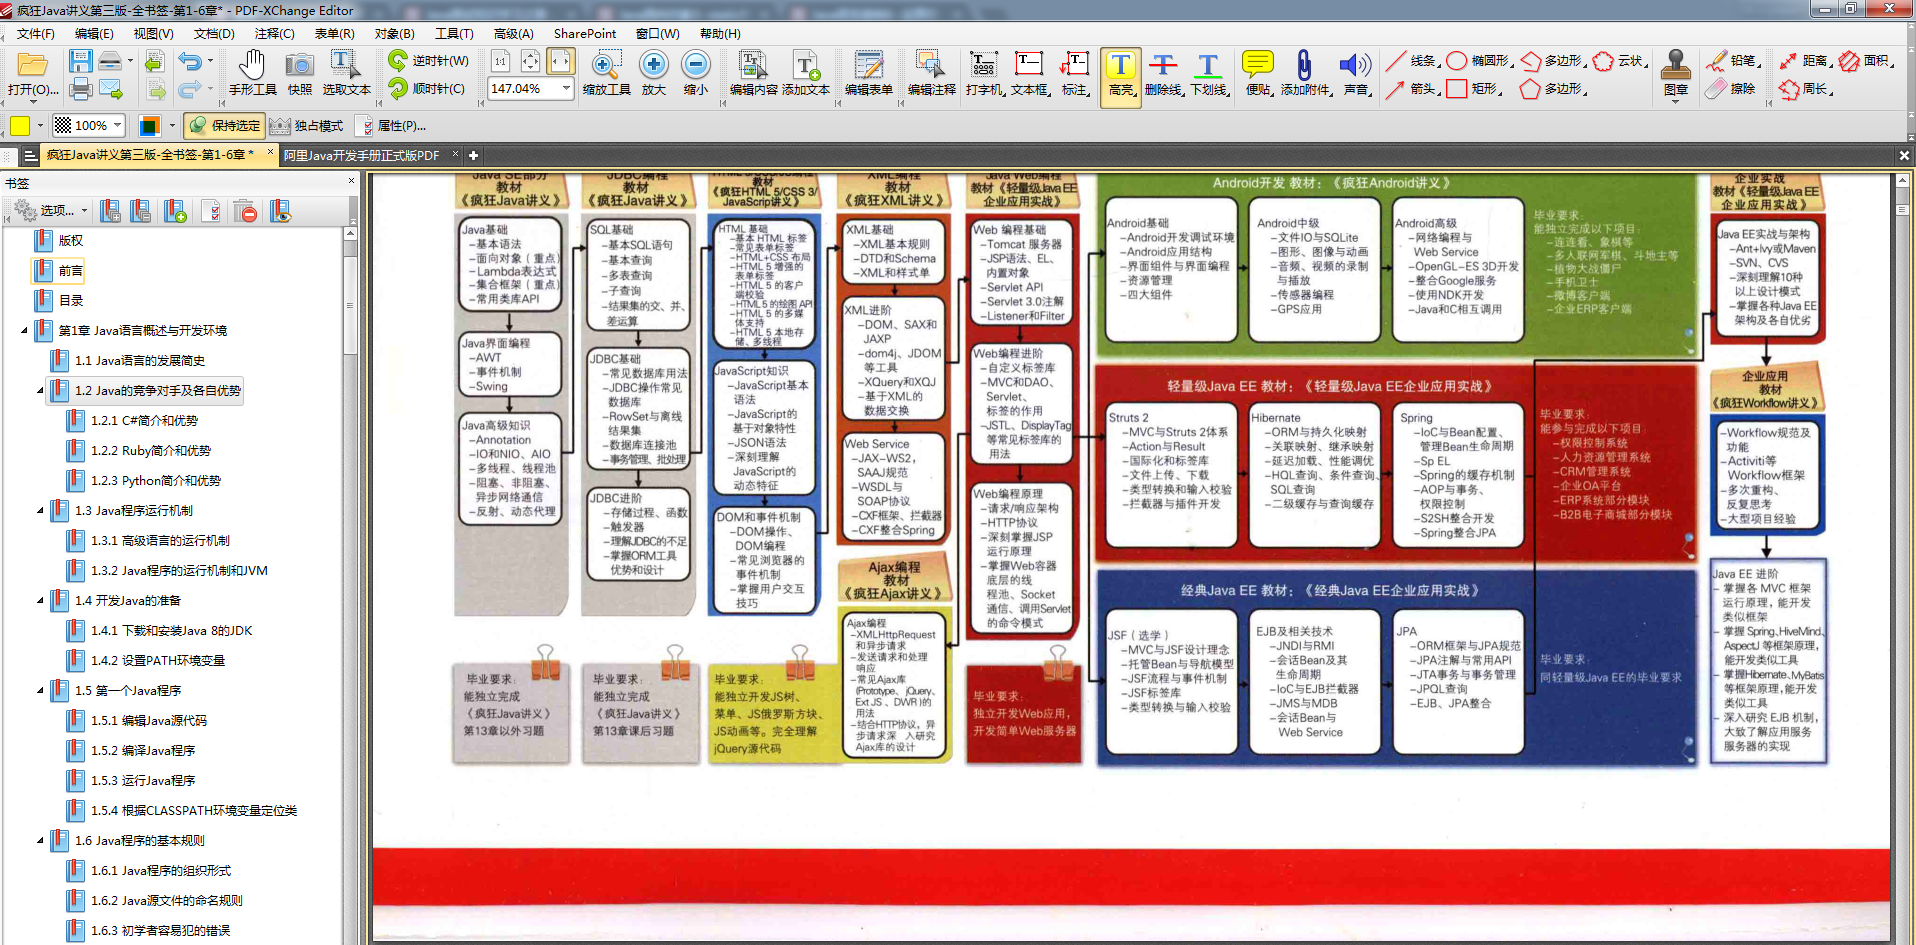 疯狂Java讲义第三版-全书签-第1-6章* - PDF-XChange Editor
文件(F) 编辑(E) 视图(V) 文档(D) 注释(C) 表单(R) 对象(B) 工具(T) 高级(A) SharePoint 窗口(W) 帮助(H)
打开(O)... 手形工具 快照 选取文本 逆时针(W) 顺时针(C) 1:1 147.04% 缩放工具 放大 缩小 编辑内容 添加文本 编辑表单 编辑注释 打字机 文本框 标注 高亮 删除线 下划线 便贴 添加附件 声音 线条 椭圆形 多边形 云状 箭头 矩形 多边形 图章 铅笔 擦除 距离 面积 周长
100% 保持选定 独占模式 属性(P)...
疯狂Java讲义第三版-全书签-第1-6章 * 阿里Java开发手册正式版PDF
书签
选项...
版权
前言
目录
第1章 Java语言概述与开发环境
1.1 Java语言的发展简史
1.2 Java的竞争对手及各自优势
1.2.1 C#简介和优势
1.2.2 Ruby简介和优势
1.2.3 Python简介和优势
1.3 Java程序运行机制
1.3.1 高级语言的运行机制
1.3.2 Java程序的运行机制和JVM
1.4 开发Java的准备
1.4.1 下载和安装Java 8的JDK
1.4.2 设置PATH环境变量
1.5 第一个Java程序
1.5.1 编辑Java源代码
1.5.2 编译Java程序
1.5.3 运行Java程序
1.5.4 根据CLASSPATH环境变量定位类
1.6 Java程序的基本规则
1.6.1 Java程序的组织形式
1.6.2 Java源文件的命名规则
1.6.3 初学者容易犯的错误
Java SE部分
教材
《疯狂Java讲义》
Java基础
–基本语法
–面向对象（重点）
–Lambda表达式
–集合框架（重点）
–常用类库API
Java界面编程
–AWT
–事件机制
–Swing
Java高级知识
–Annotation
–IO和NIO、AIO
–多线程、线程池
–阻塞、非阻塞、
异步网络通信
–反射、动态代理
毕业要求：
能独立完成
《疯狂Java讲义》
第13章以外习题
JDBC编程
教材
《疯狂Java讲义》
SQL基础
–基本SQL语句
–基本查询
–多表查询
–子查询
–结果集的交、并、
差运算
JDBC基础
–常见数据库用法
–JDBC操作常见
数据库
–RowSet与离线
结果集
–数据库连接池
–事务管理、批处理
JDBC进阶
–存储过程、函数
–触发器
–理解JDBC的不足
–掌握ORM工具
优势和设计
毕业要求：
能独立完成
《疯狂Java讲义》
第13章课后习题
HTML 5/CSS 3/JS编程
教材
《疯狂HTML 5/CSS 3/
JavaScrip讲义》
HTML 基础
–基本 HTML 标签
–常见表单标签
–HTML+CSS 布局
–HTML 5 增强的
表单标签
–HTML 5 的客户
端校验
–HTML 5 的绘图 API
–HTML 5 的多媒
体支持
–HTML 5 本地存
储、多线程
JavaScript知识
–JavaScript基本
语法
–JavaScript的
基于对象特性
–JSON语法
–深刻理解
JavaScript的
动态特征
DOM和事件机制
–DOM操作、
DOM编程
–常见浏览器的
事件机制
–掌握用户交互
技巧
毕业要求：
能独立开发JS树、
菜单、JS俄罗斯方块、
JS动画等。完全理解
jQuery源代码
XML编程
教材
《疯狂XML讲义》
XML基础
–XML基本规则
–DTD和Schema
–XML和样式单
XML进阶
–DOM、SAX和
JAXP
–dom4j、JDOM
等工具
–XQuery和XQJ
–基于XML的
数据交换
Web Service
–JAX–WS2,
SAAJ规范
–WSDL与
SOAP协议
–CXF框架、拦截器
–CXF整合Spring
Ajax编程
教材
《疯狂Ajax讲义》
Ajax编程
–XMLHttpRequest
和异步请求
–发送请求和处理
响应
–常见Ajax库
(Prototype、jQuery、
Ext JS 、DWR )的
用法
–结合HTTP协议，异
步请求深 入研究
Ajax库的设计
Java Web编程
教材《轻量级Java EE
企业应用实战》
Web 编程基础
–Tomcat 服务器
–JSP语法、EL、
内置对象
–Servlet API
–Servlet 3.0注解
–Listener和Filter
Web编程进阶
–自定义标签库
–MVC和DAO、
Servlet、
标签的作用
–JSTL、DisplayTag
等常见标签库的
用法
Web编程原理
–请求/响应架构
–HTTP协议
–深刻掌握JSP
运行原理
–掌握Web容器
底层的线
程池、Socket
通信、调用Servlet
的命令模式
毕业要求：
独立开发Web应用，
开发简单Web服务器
Android开发 教材：《疯狂Android讲义》
Android基础
–Android开发调试环境
–Android应用结构
–界面组件与界面编程
–资源管理
–四大组件
Android中级
–文件IO与SQLite
–图形、图像与动画
–音频、视频的录制
与播放
–传感器编程
–GPS应用
Android高级
–网络编程与
Web Service
–OpenGL–ES 3D开发
–整合Google服务
–使用NDK开发
–Java和C相互调用
毕业要求：
能独立完成以下项目：
–连连看、象棋等
–多人联网军棋、斗地主等
–植物大战僵尸
–手机卫士
–微博客户端
–企业ERP客户端
轻量级Java EE 教材：《轻量级Java EE企业应用实战》
Struts 2
–MVC与Struts 2体系
–Action与Result
–国际化和标签库
–文件上传、下载
–类型转换和输入校验
–拦截器与插件开发
Hibernate
–ORM与持久化映射
–关联映射、继承映射
–延迟加载、性能调优
–HQL查询、条件查询、
SQL查询
–二级缓存与查询缓存
Spring
–IoC与Bean配置、
管理Bean生命周期
–Sp EL
–Spring的缓存机制
–AOP与事务、
权限控制
–S2SH整合开发
–Spring整合JPA
毕业要求：
能参与完成以下项目：
–权限控制系统
–人力资源管理系统
–CRM管理系统
–企业OA平台
–ERP系统部分模块
–B2B电子商城部分模块
经典Java EE 教材：《经典Java EE企业应用实战》
JSF（选学）
–MVC与JSF设计理念
–托管Bean与导航模型
–JSF流程与事件机制
–JSF标签库
–类型转换与输入校验
EJB及相关技术
–JNDI与RMI
–会话Bean及其
生命周期
–IoC与EJB拦截器
–JMS与MDB
–会话Bean与
Web Service
JPA
–ORM框架与JPA规范
–JPA注解与常用API
–JTA事务与事务管理
–JPQL查询
–EJB、JPA整合
毕业要求：
同轻量级Java EE的毕业要求
企业实战
教材《轻量级Java EE
企业应用实战》
Java EE实战与架构
–Ant+Ivy或Maven
–SVN、CVS
–深刻理解10种
以上设计模式
–掌握各种Java EE
架构及各自优劣
企业应用
教材
《疯狂Workflow讲义》
–Workflow规范及
功能
–Activiti等
Workflow框架
–多次重构、
反复思考
–大型项目经验
Java EE 进阶
–掌握各 MVC 框架
运行原理，能开发
类似框架
–掌握 Spring、HiveMind、
AspectJ 等框架原理，
能开发类似工具
–掌握Hibernate、MyBatis
等框架原理，能开发
类似工具
–深入研究 EJB 机制，
大致了解应用服务
服务器的实现